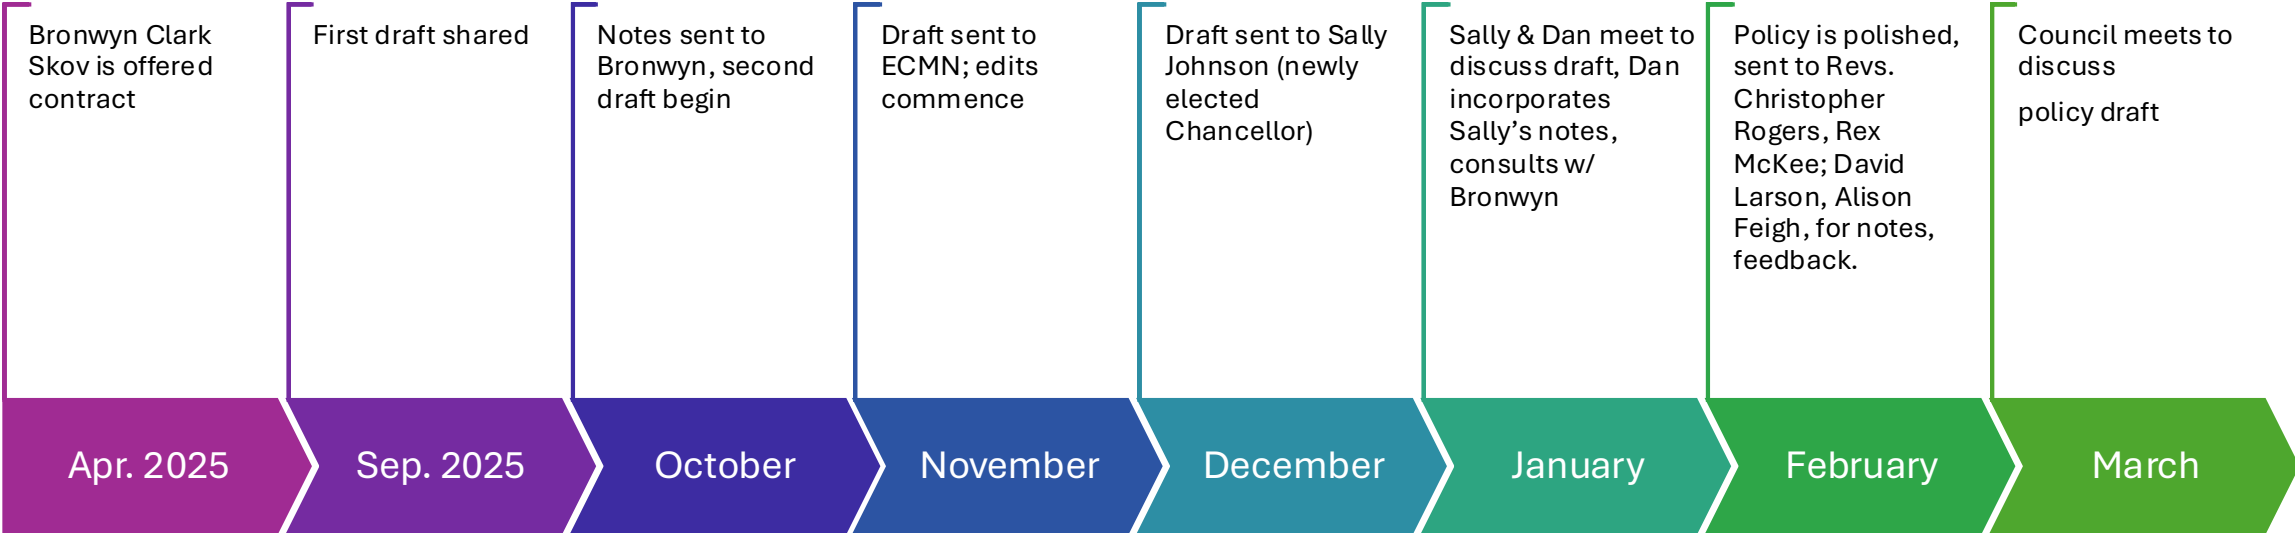 Bronwyn Clark
Skov is offered
contract
First draft shared
Notes sent to
Bronwyn, second
draft begin
Draft sent to
ECMN; edits
commence
Draft sent to Sally
Johnson (newly
elected
Chancellor)
Sally & Dan meet to
discuss draft, Dan
incorporates
Sally’s notes,
consults w/
Bronwyn
Policy is polished,
sent to Revs.
Christopher
Rogers, Rex
McKee; David
Larson, Alison
Feigh, for notes,
feedback.
Council meets to
discuss
policy draft
Apr. 2025
Sep. 2025
October
November
December
January
February
March